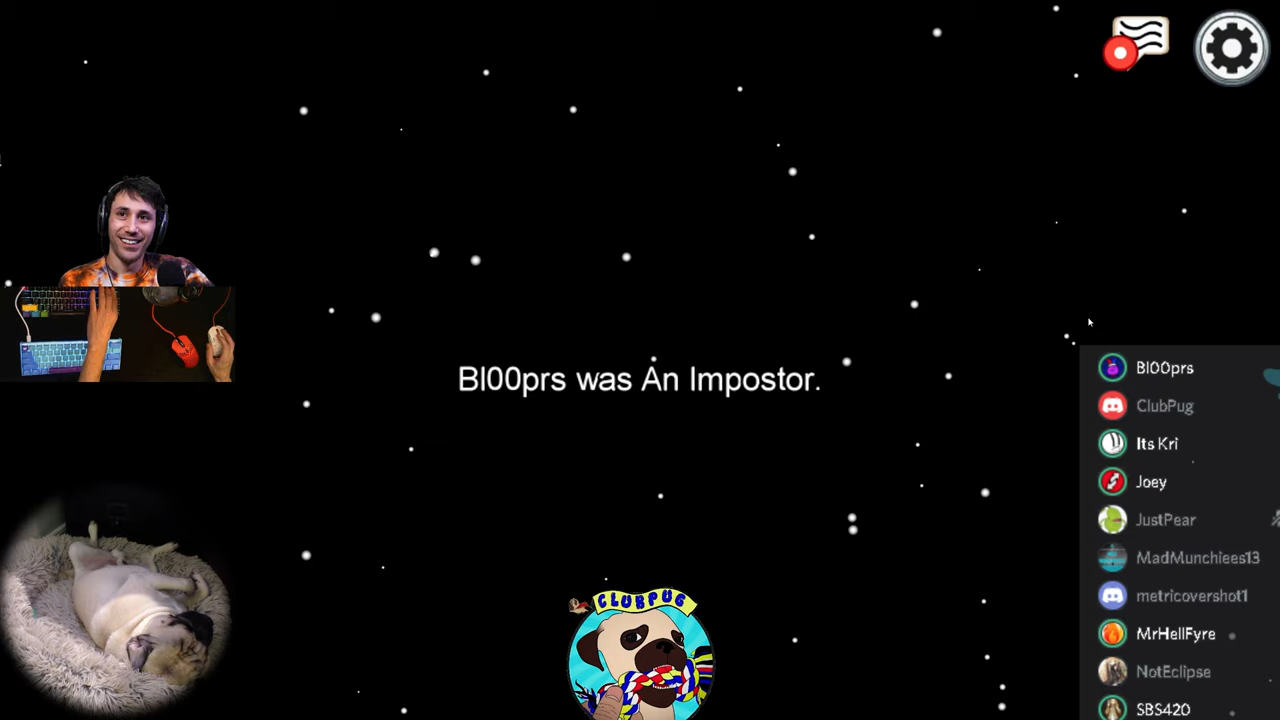 Bl00prs was An Impostor.
Bl00prs
ClubPug
Its Kri
Joey
JustPear
MadMunchiees13
metricovershot1
MrHellFyre
NotEclipse
SBS420
CLUBPUG